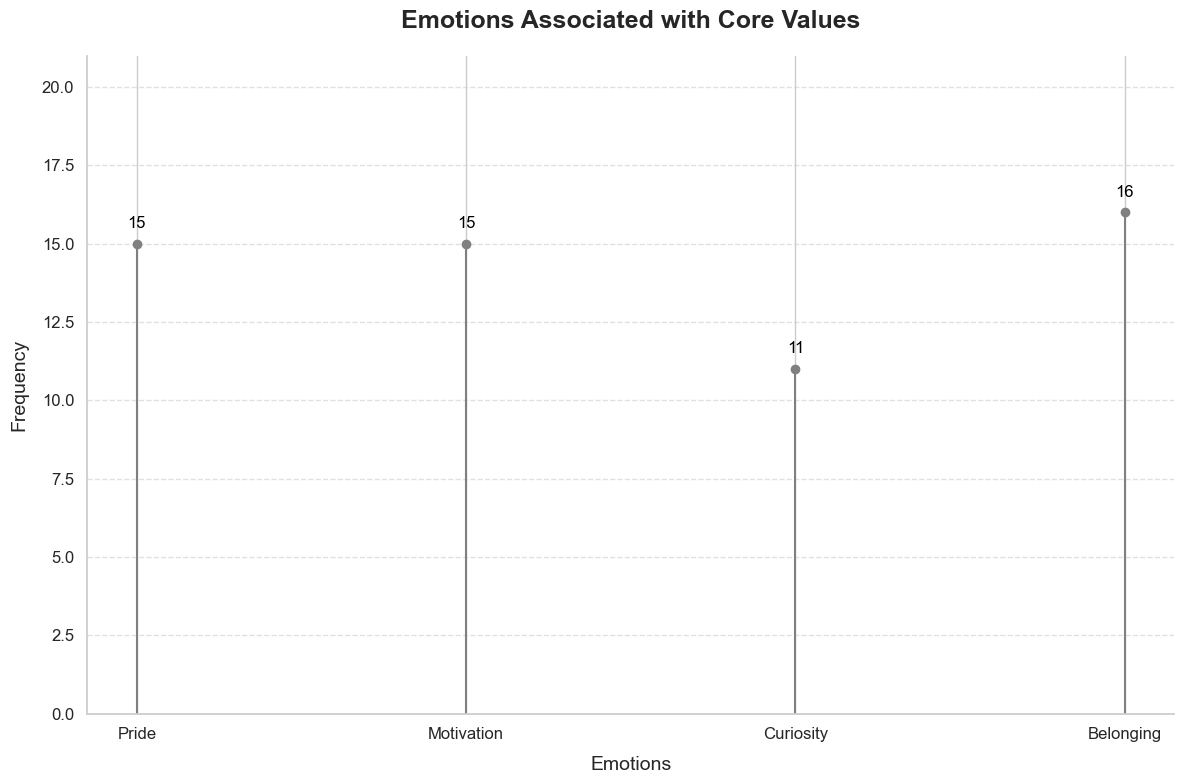 Emotions Associated with Core Values
20.0
17.5
15.0
12.5
10.0
7.5
5.0
2.5
0.0
Frequency
15
15
11
16
Pride
Motivation
Curiosity
Belonging
Emotions